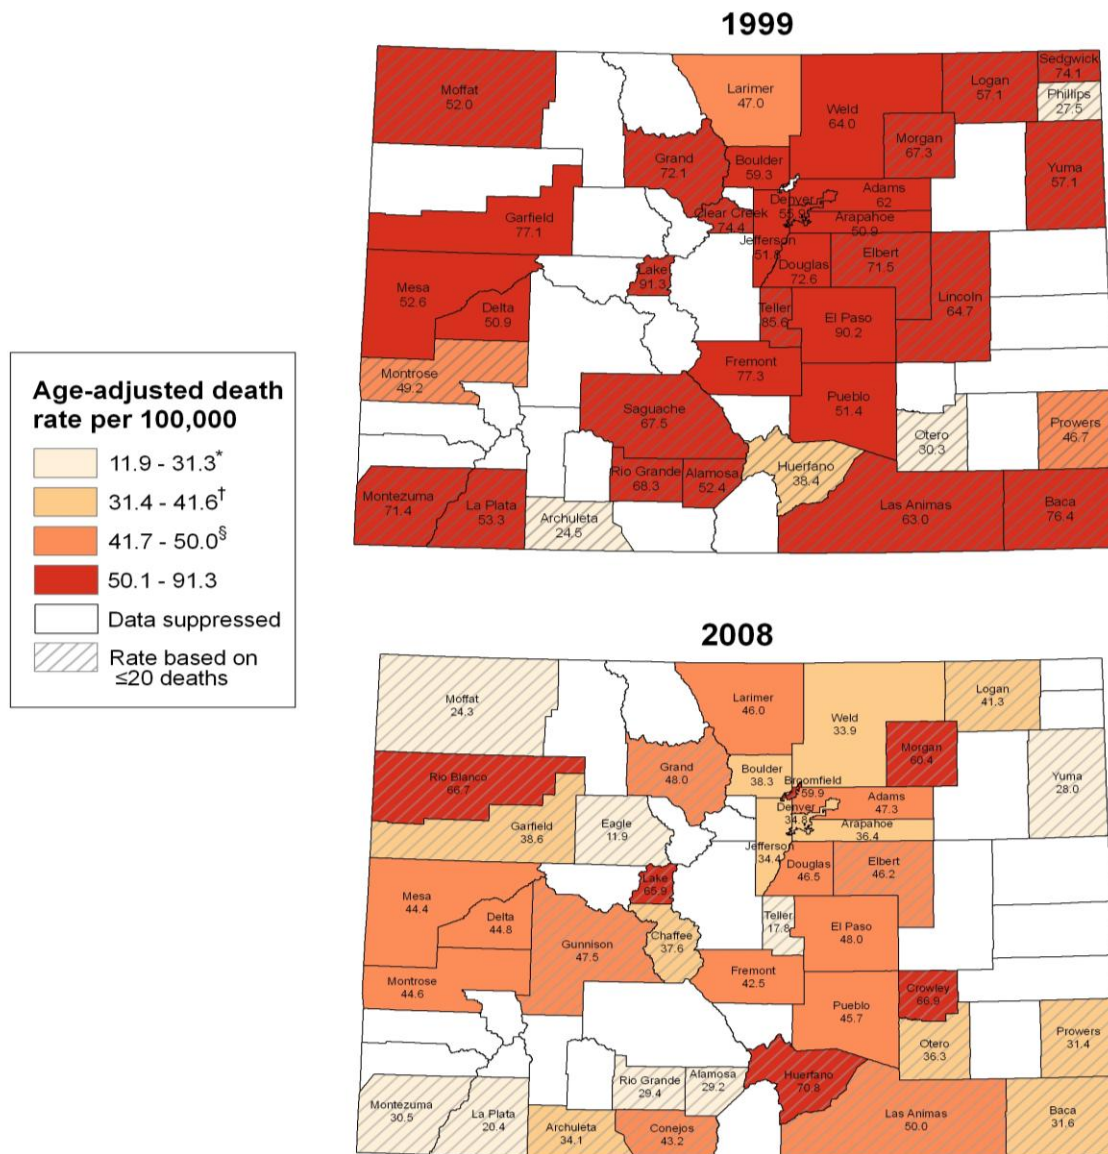 1999
Moffat
52.0
Larimer
47.0
Weld
64.0
Logan
57.1
Sedgwick
74.1
Phillips
27.5
Morgan
67.3
Grand
72.1
Boulder
59.3
Yuma
57.1
Adams
62
Denver
Clear Creek
74.4
Arapahoe
50.9
Garfield
77.1
Jefferson
Douglas
72.6
Elbert
71.5
Lake
91.3
Mesa
52.6
Delta
50.9
Teller
85.6
El Paso
90.2
Lincoln
64.7
Montrose
49.2
Fremont
77.3
Pueblo
51.4
Saguache
67.5
Otero
30.3
Prowers
46.7
Huerfano
38.4
Rio Grande
68.3
Alamosa
52.4
Montezuma
71.4
La Plata
53.3
Archuleta
24.5
Las Animas
63.0
Baca
76.4
Age-adjusted death
rate per 100,000
11.9 - 31.3*
31.4 - 41.6†
41.7 - 50.0§
50.1 - 91.3
Data suppressed
Rate based on
≤20 deaths
2008
Moffat
24.3
Larimer
46.0
Weld
33.9
Logan
41.3
Rio Blanco
66.7
Grand
48.0
Boulder
38.3
Morgan
60.4
Broomfield
59.9
Yuma
28.0
Adams
47.3
Denver
34.8
Arapahoe
36.4
Garfield
38.6
Eagle
11.9
Jefferson
34.4
Douglas
46.5
Elbert
46.2
Lake
65.9
Mesa
44.4
Delta
44.8
Gunnison
47.5
Chaffee
37.6
Teller
17.8
El Paso
48.0
Montrose
44.6
Fremont
42.5
Pueblo
45.7
Crowley
66.9
Otero
36.3
Prowers
31.4
Huerfano
70.8
Rio Grande
29.4
Alamosa
29.2
Montezuma
30.5
La Plata
20.4
Archuleta
34.1
Conejos
43.2
Las Animas
50.0
Baca
31.6